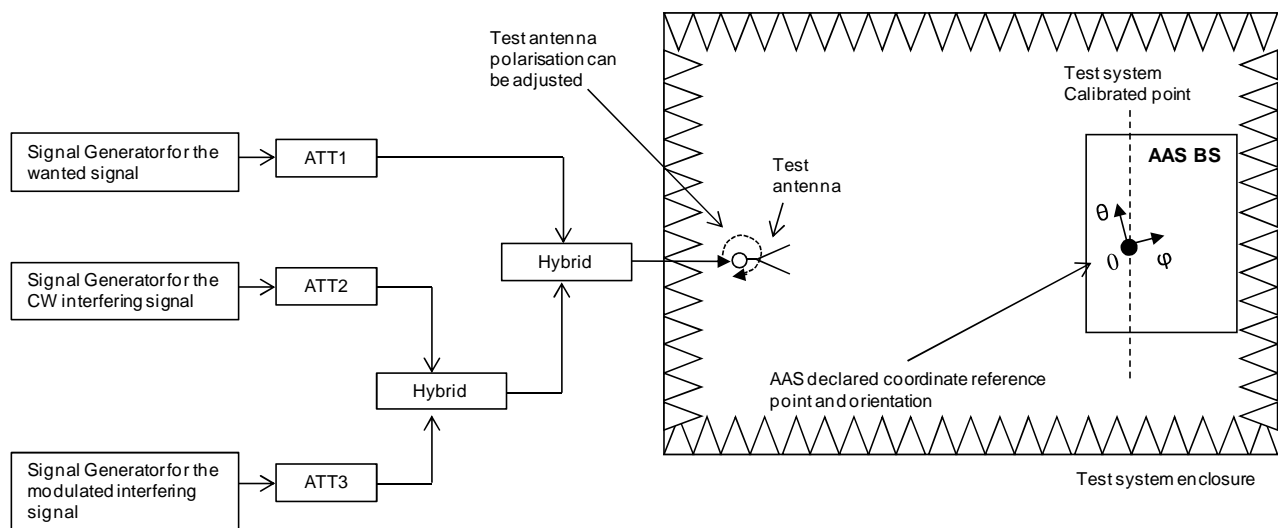 Test antenna
polarisation can
be adjusted
Test system
Calibrated point
Signal Generator for the
wanted signal
ATT1
AAS BS
Test
antenna
θ
Hybrid
0
φ
Signal Generator for the
CW interfering signal
ATT2
Hybrid
AAS declared coordinate reference
point and orientation
Signal Generator for the
modulated interfering
signal
ATT3
Test system enclosure